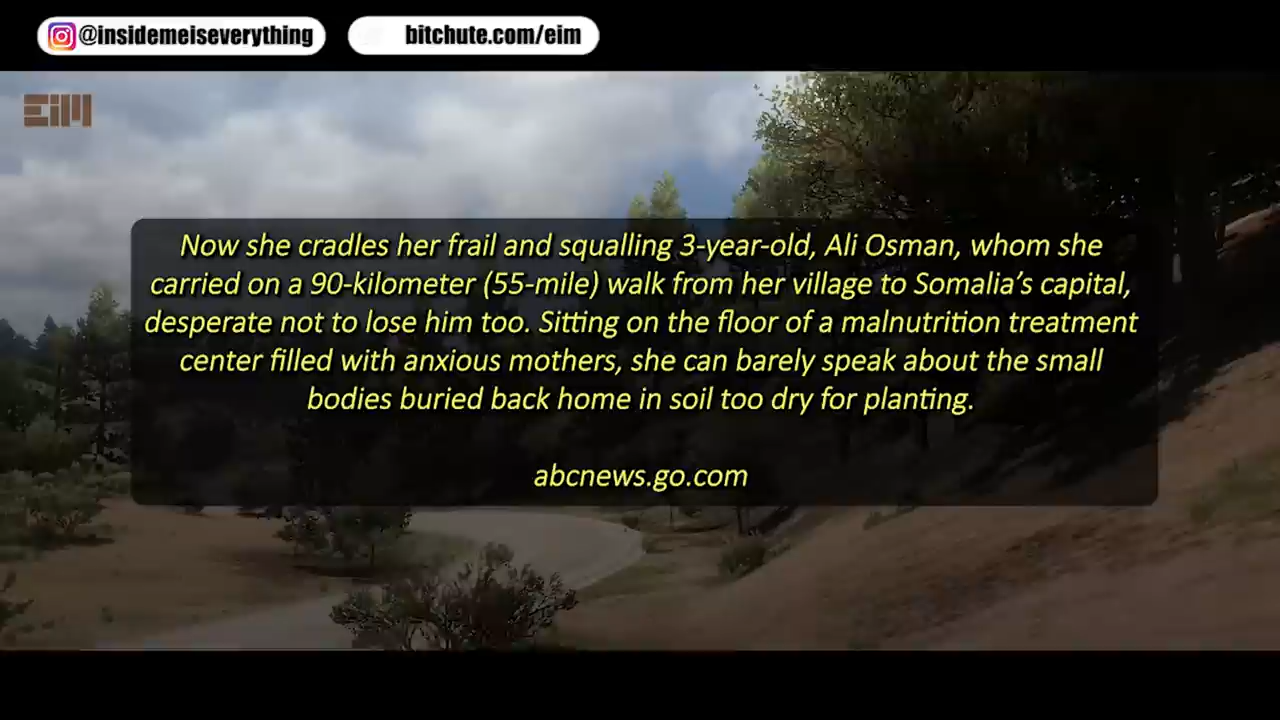 @insidemeiseverything
bitchute.com/eim
EiM
Now she cradles her frail and squalling 3-year-old, Ali Osman, whom she
carried on a 90-kilometer (55-mile) walk from her village to Somalia’s capital,
desperate not to lose him too. Sitting on the floor of a malnutrition treatment
center filled with anxious mothers, she can barely speak about the small
bodies buried back home in soil too dry for planting.
abcnews.go.com